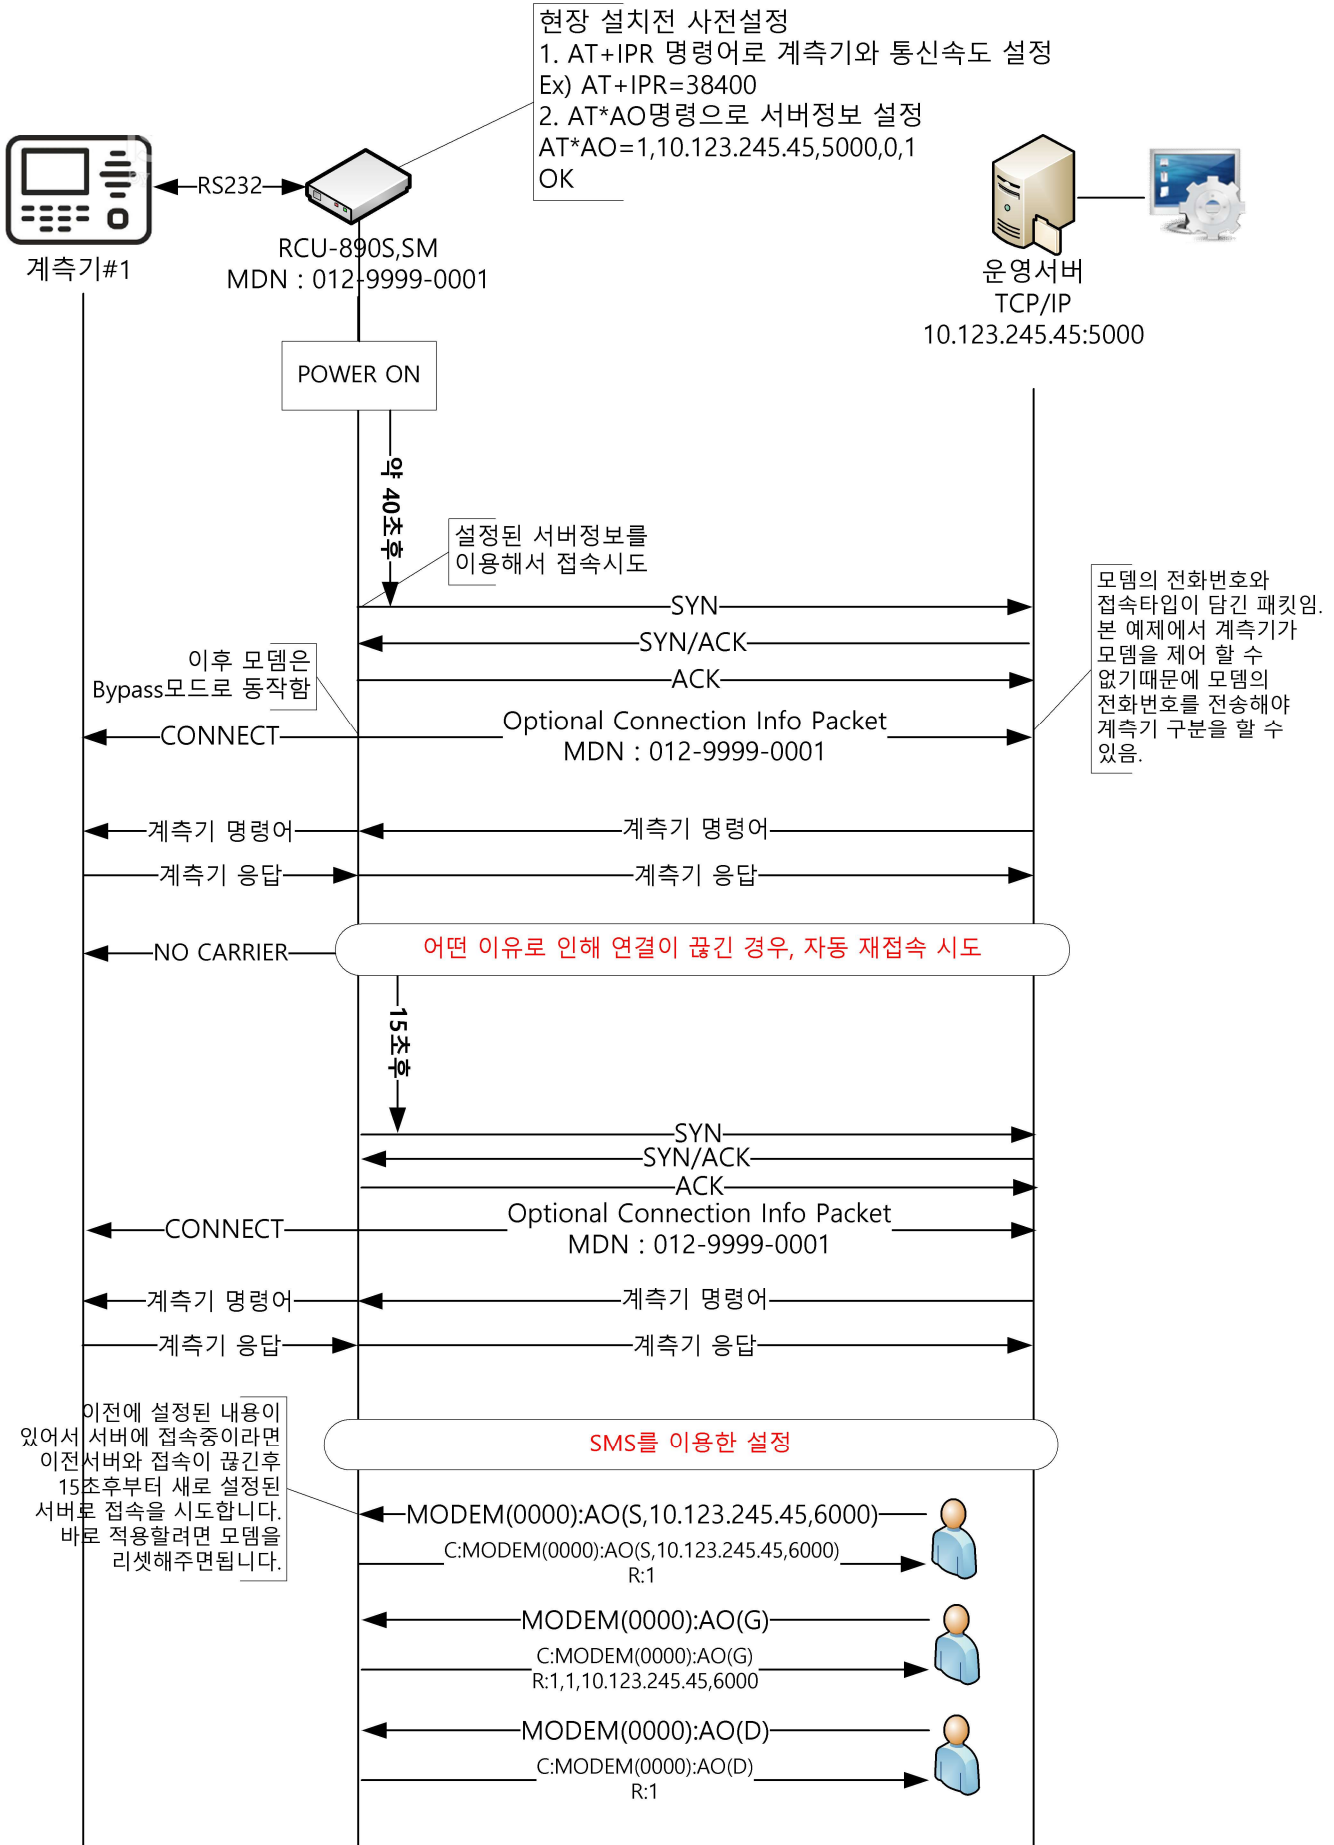 현장 설치전 사전설정
1. AT+IPR 명령어로 계측기와 통신속도 설정
Ex) AT+IPR=38400
2. AT*AO명령으로 서버정보 설정
AT*AO=1,10.123.245.45,5000,0,1
OK
RS232
계측기#1
RCU-890S,SM
MDN : 012-9999-0001
운영서버
TCP/IP
10.123.245.45:5000
POWER ON
약 40초후
설정된 서버정보를
이용해서 접속시도
SYN
SYN/ACK
ACK
모뎀의 전화번호와
접속타입이 담긴 패킷임.
본 예제에서 계측기가
모뎀을 제어 할 수
없기때문에 모뎀의
전화번호를 전송해야
계측기 구분을 할 수
있음.
이후 모뎀은
Bypass모드로 동작함
CONNECT
Optional Connection Info Packet
MDN : 012-9999-0001
계측기 명령어
계측기 명령어
계측기 응답
계측기 응답
NO CARRIER
어떤 이유로 인해 연결이 끊긴 경우, 자동 재접속 시도
15초후
SYN
SYN/ACK
ACK
CONNECT
Optional Connection Info Packet
MDN : 012-9999-0001
계측기 명령어
계측기 명령어
계측기 응답
계측기 응답
이전에 설정된 내용이
있어서 서버에 접속중이라면
이전서버와 접속이 끊긴후
15초후부터 새로 설정된
서버로 접속을 시도합니다.
바로 적용할려면 모뎀을
리셋해주면됩니다.
SMS를 이용한 설정
MODEM(0000):AO(S,10.123.245.45,6000)
C:MODEM(0000):AO(S,10.123.245.45,6000)
R:1
MODEM(0000):AO(G)
C:MODEM(0000):AO(G)
R:1,1,10.123.245.45,6000
MODEM(0000):AO(D)
C:MODEM(0000):AO(D)
R:1